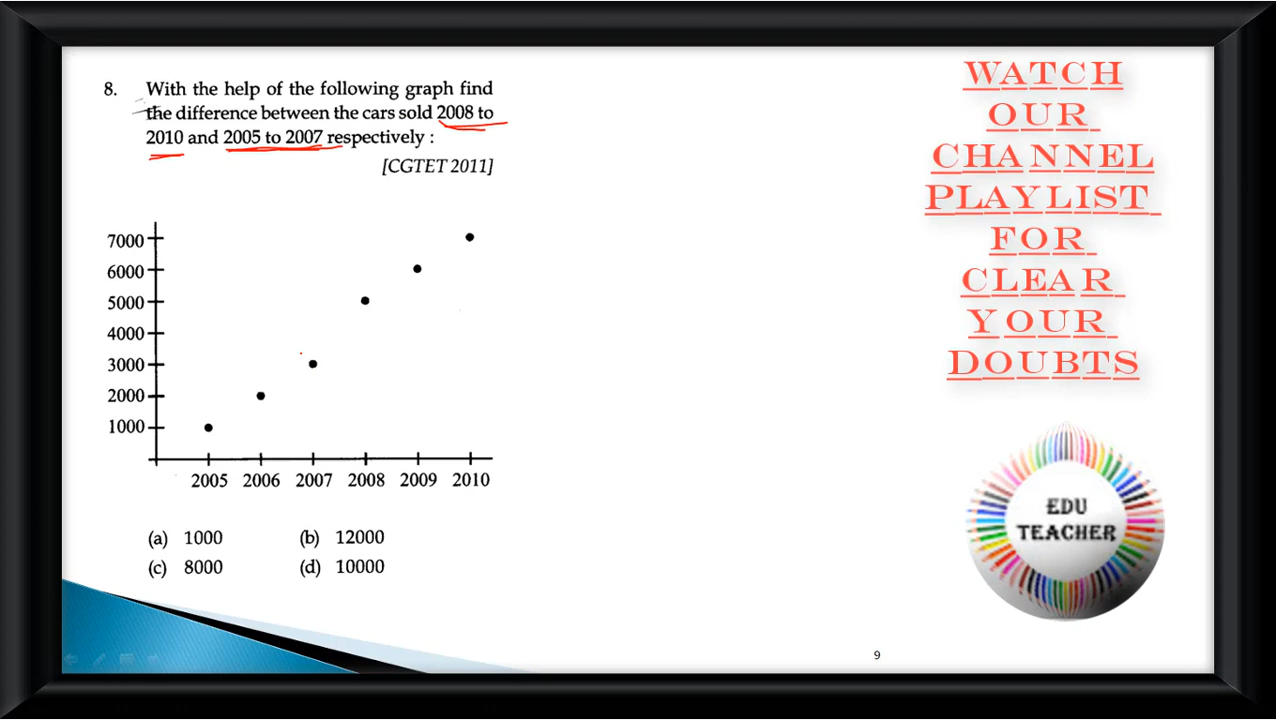 8. With the help of the following graph find
the difference between the cars sold 2008 to
2010 and 2005 to 2007 respectively :
[CGTET 2011]
7000
6000
5000
4000
3000
2000
1000
2005 2006 2007 2008 2009 2010
(a) 1000 (b) 12000
(c) 8000 (d) 10000
WATCH
OUR
CHANNEL
PLAYLIST
FOR
CLEAR
YOUR
DOUBTS
EDU
TEACHER
9